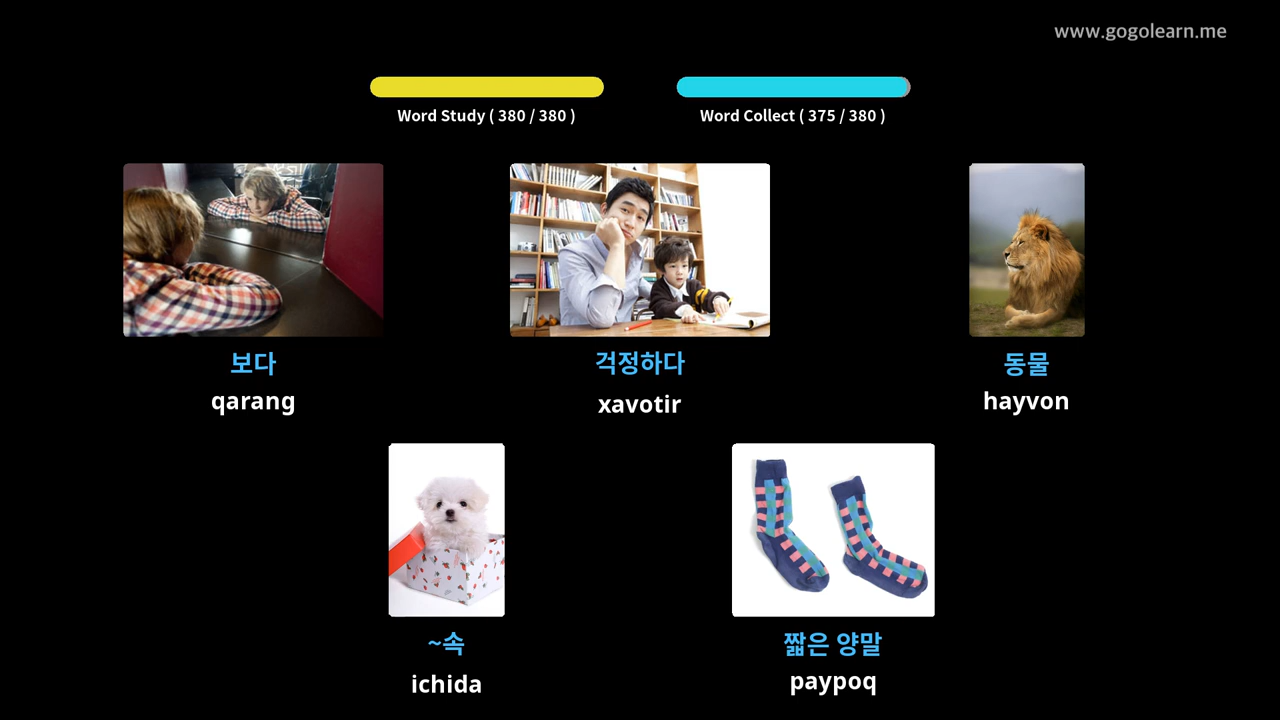 www.gogolearn.me
Word Study ( 380 / 380 )
Word Collect ( 375 / 380 )
보다
qarang
걱정하다
xavotir
동물
hayvon
~속
ichida
짧은 양말
paypoq